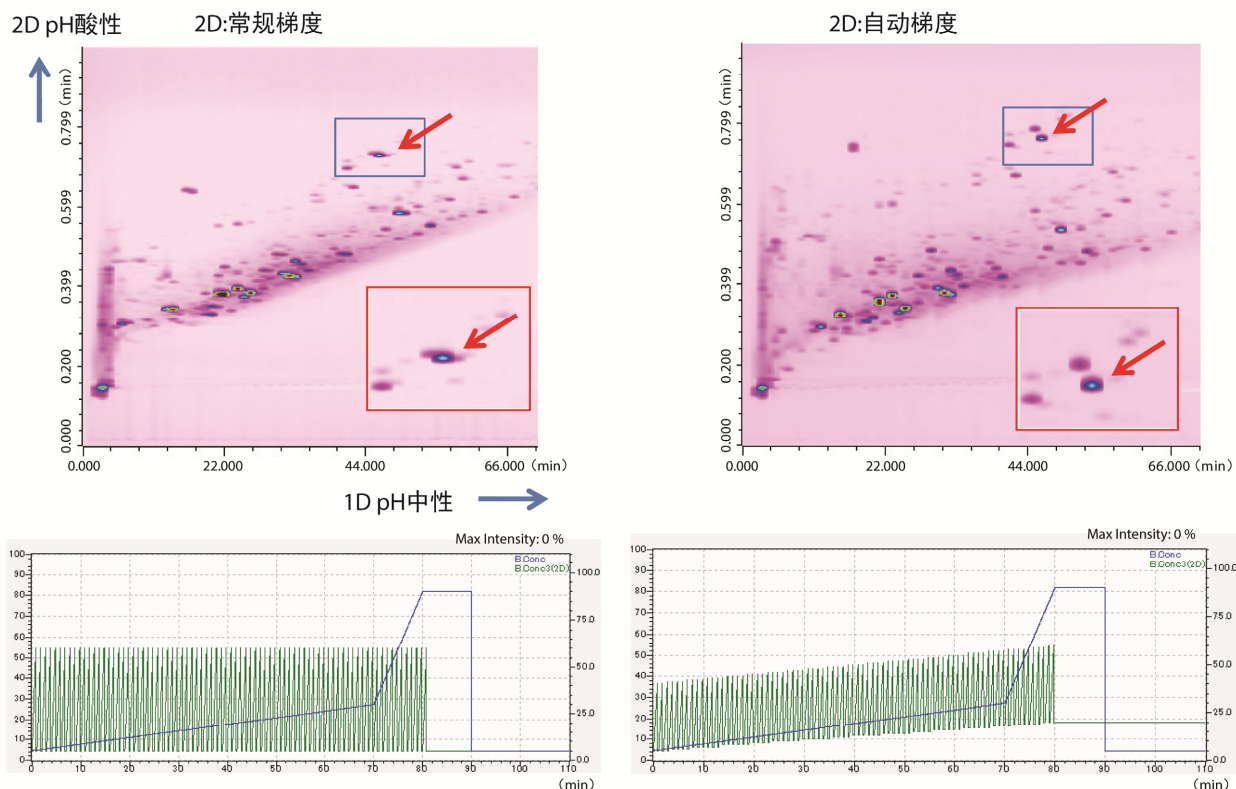 2D pH酸性
2D:常规梯度
2D:自动梯度
0.799 (min)
0.599
0.399
0.200
0.000
0.000 22.000 44.000 66.000 (min)
0.799 (min)
0.599
0.399
0.200
0.000
0.000 22.000 44.000 66.000 (min)
1D pH中性
Max Intensity: 0 %
B.Conc
B.Conc3(2D)
100
90
80
70
60
50
40
30
20
10
0
100.0
75.0
50.0
25.0
0.0
0 10 20 30 40 50 60 70 80 90 100 110
(min)
Max Intensity: 0 %
B.Conc
B.Conc3(2D)
100
90
80
70
60
50
40
30
20
10
0
100.0
75.0
50.0
25.0
0.0
0 10 20 30 40 50 60 70 80 90 100 110
(min)